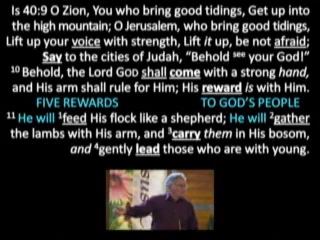 Is 40:9 O Zion, You who bring good tidings, Get up into
the high mountain; O Jerusalem, who bring good tidings,
Lift up your voice with strength, Lift it up, be not afraid;
Say to the cities of Judah, “Behold see your God!”
10 Behold, the Lord GOD shall come with a strong hand,
and His arm shall rule for Him; His reward is with Him.
FIVE REWARDS TO GOD’S PEOPLE
11 He will 1feed His flock like a shepherd; He will 2gather
the lambs with His arm, and 3carry them in His bosom,
and 4gently lead those who are with young.